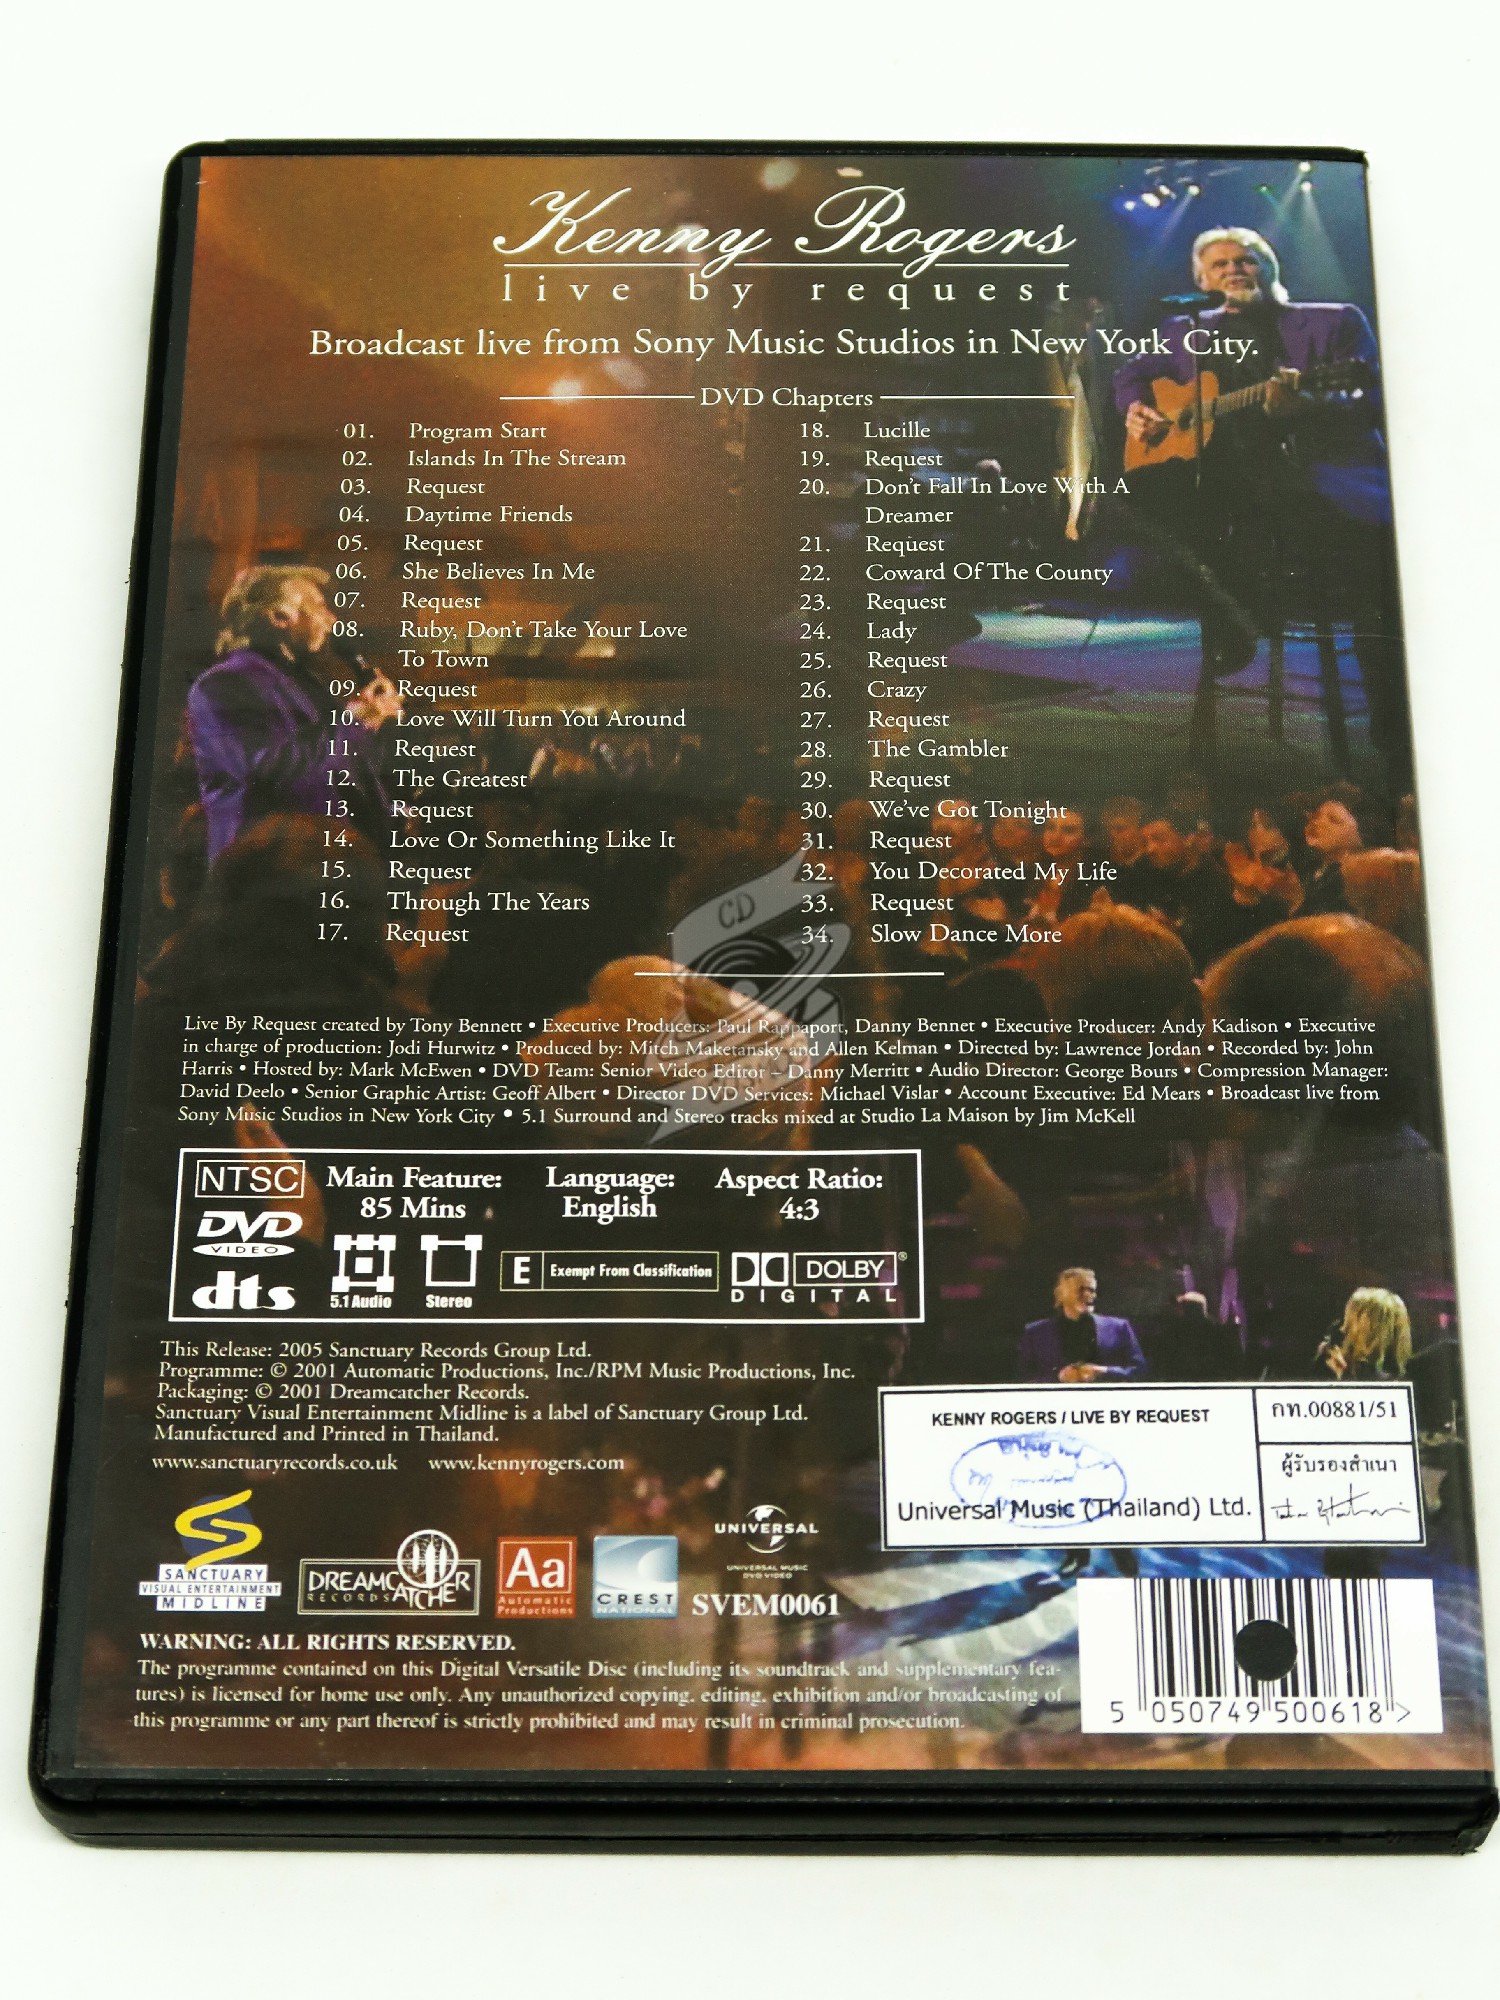 Kenny Rogers
live by request
Broadcast live from Sony Music Studios in New York City.
DVD Chapters
01. Program Start
02. Islands In The Stream
03. Request
04. Daytime Friends
05. Request
06. She Believes In Me
07. Request
08. Ruby, Don't Take Your Love
To Town
09. Request
10. Love Will Turn You Around
11. Request
12. The Greatest
13. Request
14. Love Or Something Like It
15. Request
16. Through The Years
17. Request
18. Lucille
19. Request
20. Don't Fall In Love With A
Dreamer
21. Request
22. Coward Of The County
23. Request
24. Lady
25. Request
26. Crazy
27. Request
28. The Gambler
29. Request
30. We've Got Tonight
31. Request
32. You Decorated My Life
33. Request
34. Slow Dance More
CD
Live By Request created by Tony Bennett • Executive Producers: Paul Rappaport, Danny Bennet • Executive Producer: Andy Kadison • Executive
in charge of production: Jodi Hurwitz • Produced by: Mitch Maketansky and Allen Kelman • Directed by: Lawrence Jordan • Recorded by: John
Harris • Hosted by: Mark McEwen • DVD Team: Senior Video Editor – Danny Merritt • Audio Director: George Bours • Compression Manager:
David Deelo • Senior Graphic Artist: Geoff Albert • Director DVD Services: Michael Vislar • Account Executive: Ed Mears • Broadcast live from
Sony Music Studios in New York City • 5.1 Surround and Stereo tracks mixed at Studio La Maison by Jim McKell
NTSC
DVD
VIDEO
dts
Main Feature:
85 Mins
Language:
English
Aspect Ratio:
4:3
5.1 Audio
Stereo
E Exempt From Classification
DOLBY®
DIGITAL
This Release: 2005 Sanctuary Records Group Ltd.
Programme: © 2001 Automatic Productions, Inc./RPM Music Productions, Inc.
Packaging: © 2001 Dreamcatcher Records.
Sanctuary Visual Entertainment Midline is a label of Sanctuary Group Ltd.
Manufactured and Printed in Thailand.
www.sanctuaryrecords.co.uk www.kennyrogers.com
KENNY ROGERS / LIVE BY REQUEST
Universal Music (Thailand) Ltd.
กท.00881/51
ผู้รับรองสำเนา
SANCTUARY
VISUAL ENTERTAINMENT
MIDLINE
DREAMCATCHER
RECORDS
Aa
Automatic
Productions
CREST
NATIONAL
UNIVERSAL
UNIVERSAL MUSIC
DVD VIDEO
SVEM0061
WARNING: ALL RIGHTS RESERVED.
The programme contained on this Digital Versatile Disc (including its soundtrack and supplementary fea-
tures) is licensed for home use only. Any unauthorized copying, editing, exhibition and/or broadcasting of
this programme or any part thereof is strictly prohibited and may result in criminal prosecution.
5 050749 500618 >